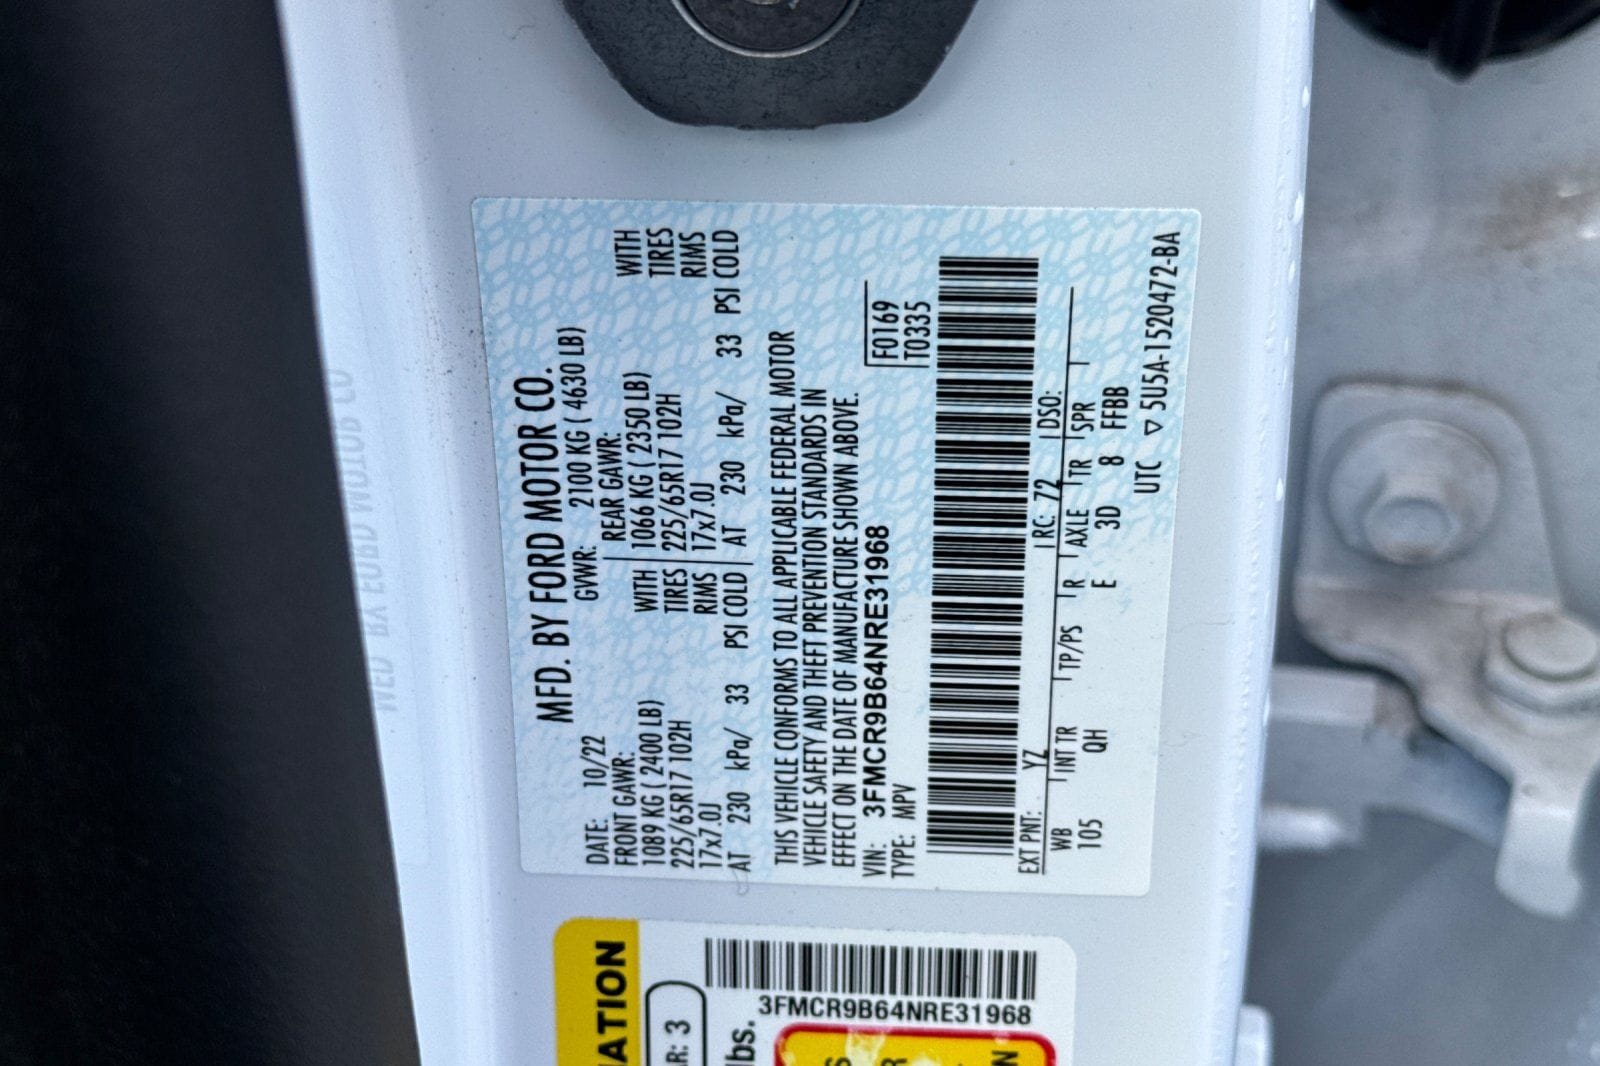 MFD. BY FORD MOTOR CO.
DATE: 10/22 GVWR: 2100 KG ( 4630 LB)
FRONT GAWR: REAR GAWR:
1089 KG ( 2400 LB) WITH 1066 KG ( 2350 LB) WITH
225/65R17 102H TIRES 225/65R17 102H TIRES
17x7.0J RIMS 17x7.0J RIMS
AT 230 kPa/ 33 PSI COLD AT 230 kPa/ 33 PSI COLD
THIS VEHICLE CONFORMS TO ALL APPLICABLE FEDERAL MOTOR
VEHICLE SAFETY AND THEFT PREVENTION STANDARDS IN
EFFECT ON THE DATE OF MANUFACTURE SHOWN ABOVE.
VIN: 3FMCR9B64NRE31968 F0169
TYPE: MPV T0335
EXT PNT: YZ RC: 72 DSO:
WB INT TR TP/PS R AXLE TR SPR
105 QH E 3D 8 FFBB
UTC ▽ 5U5A-1520472-BA
3FMCR9B64NRE31968